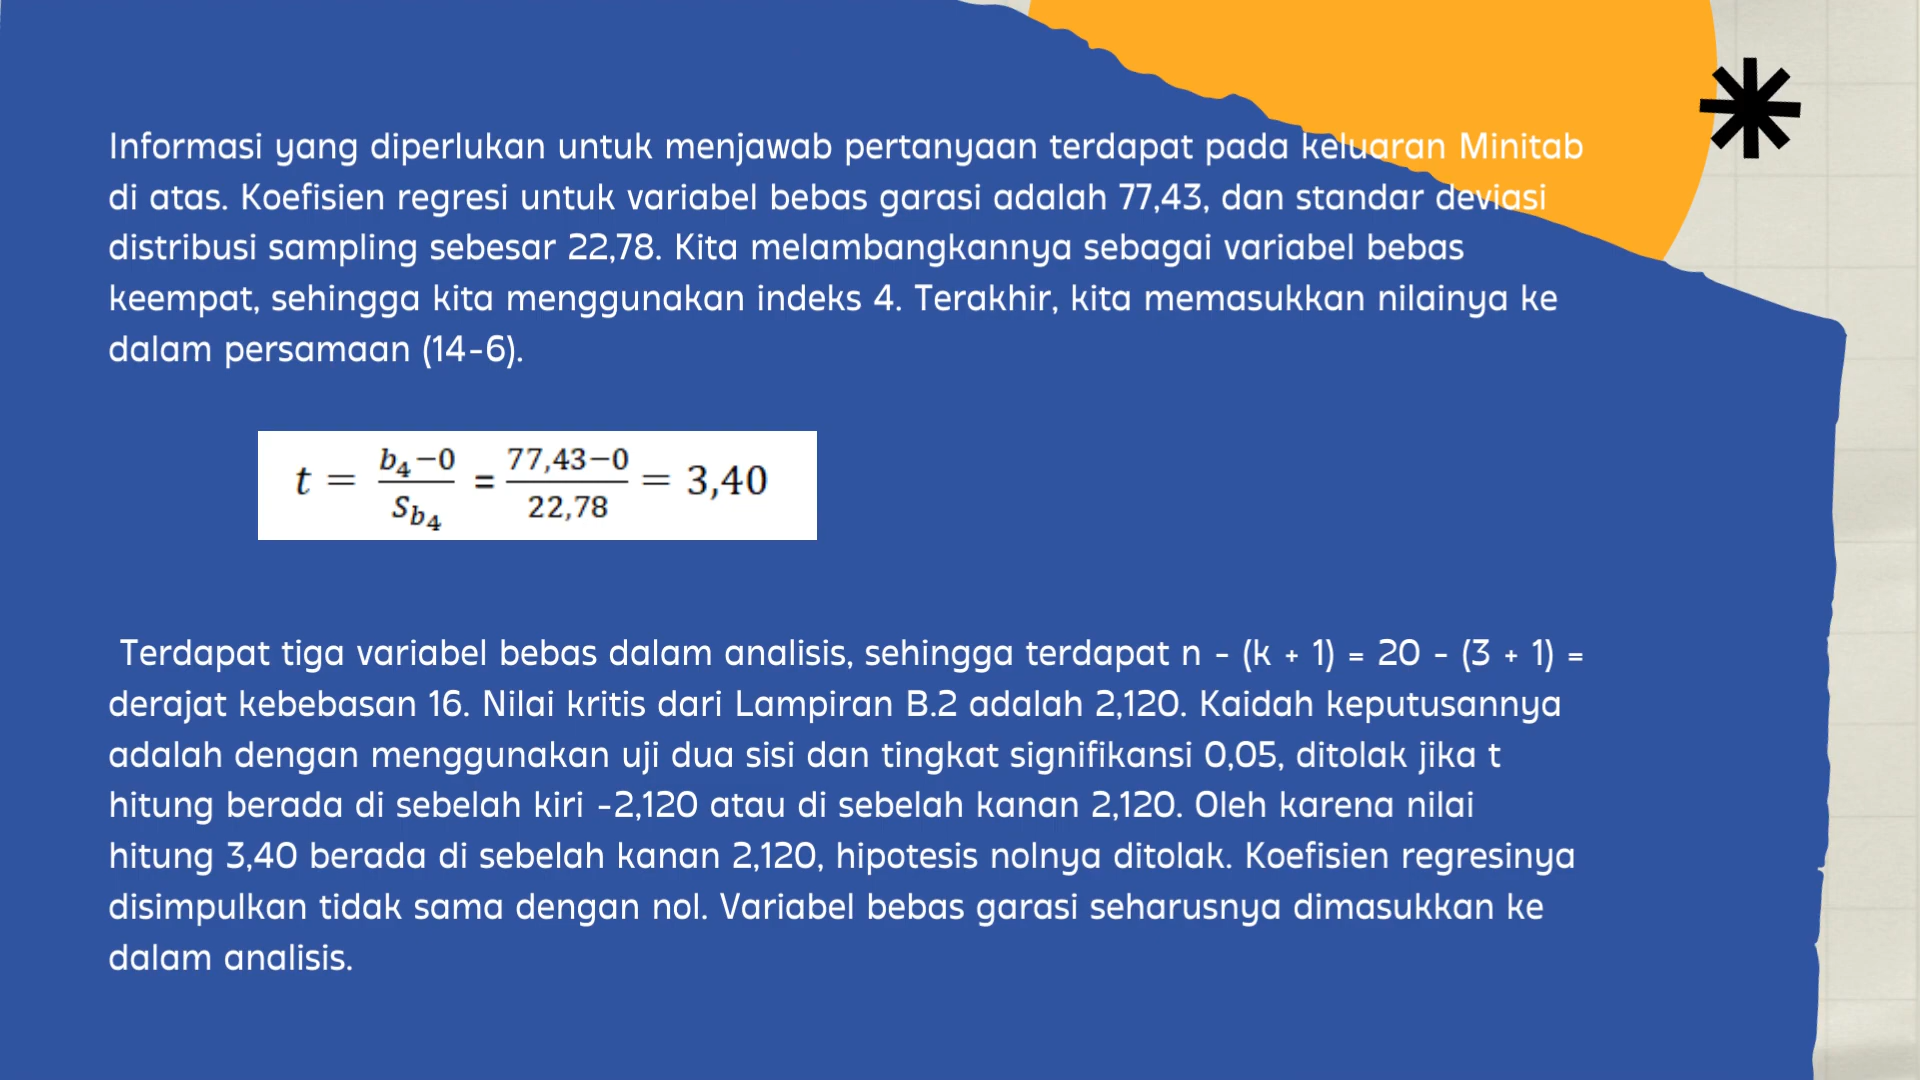 Informasi yang diperlukan untuk menjawab pertanyaan terdapat pada keluaran Minitab
di atas. Koefisien regresi untuk variabel bebas garasi adalah 77,43, dan standar deviasi
distribusi sampling sebesar 22,78. Kita melambangkannya sebagai variabel bebas
keempat, sehingga kita menggunakan indeks 4. Terakhir, kita memasukkan nilainya ke
dalam persamaan (14-6).
t = (b₄−0)/(S_b₄) = (77,43−0)/(22,78) = 3,40
Terdapat tiga variabel bebas dalam analisis, sehingga terdapat n - (k + 1) = 20 - (3 + 1) =
derajat kebebasan 16. Nilai kritis dari Lampiran B.2 adalah 2,120. Kaidah keputusannya
adalah dengan menggunakan uji dua sisi dan tingkat signifikansi 0,05, ditolak jika t
hitung berada di sebelah kiri -2,120 atau di sebelah kanan 2,120. Oleh karena nilai
hitung 3,40 berada di sebelah kanan 2,120, hipotesis nolnya ditolak. Koefisien regresinya
disimpulkan tidak sama dengan nol. Variabel bebas garasi seharusnya dimasukkan ke
dalam analisis.